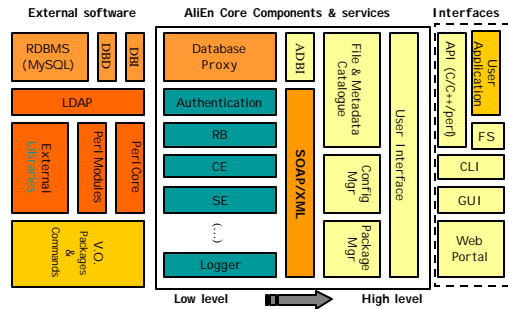 External software
AliEn Core Components & services
Interfaces
RDBMS
(MySQL)
DBD
DBI
LDAP
External
Libraries
Perl Modules
Perl Core
V.O.
Packages
&
Commands
Database
Proxy
Authentication
RB
CE
SE
(...)
Logger
ADBI
SOAP/XML
File & Metadata
Catalogue
Config
Mgr
Package
Mgr
User Interface
API (C/C++/perl)
User
Application
FS
CLI
GUI
Web
Portal
Low level
High level